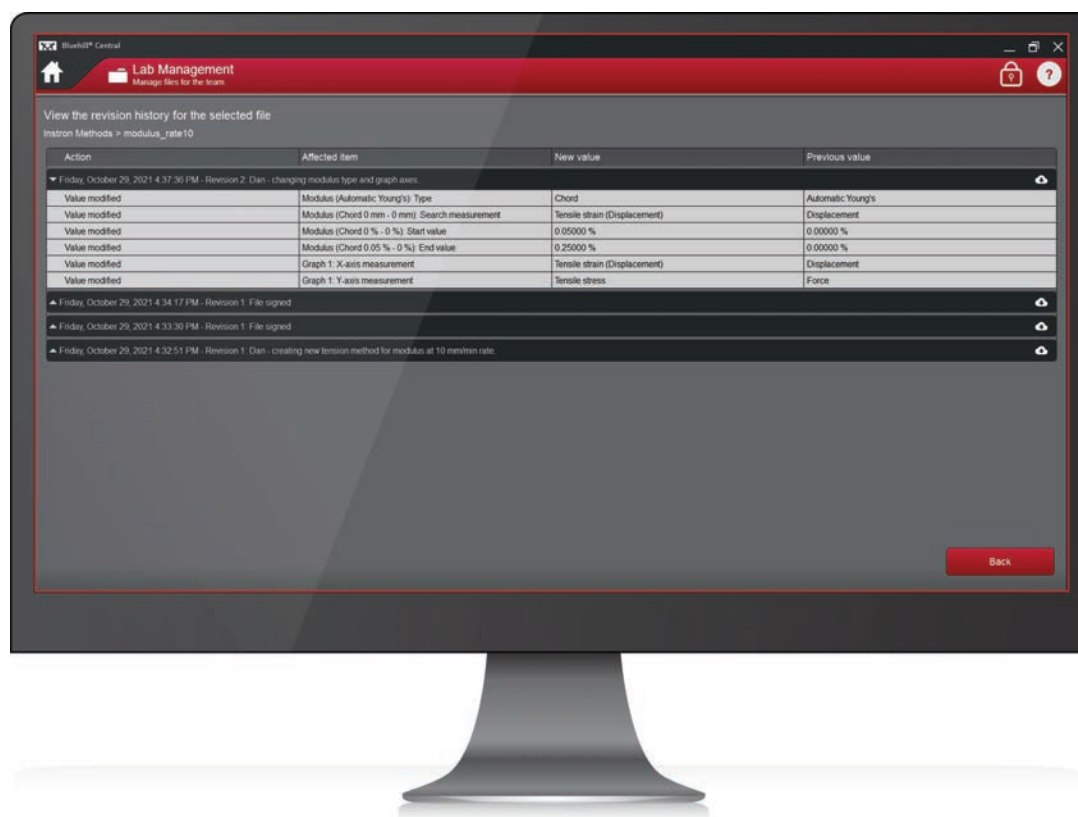 Bluehill® Central
Lab Management
Manage files for the team
?
View the revision history for the selected file
Instron Methods > modulus_rate10
Action Affected item New value Previous value
Friday, October 29, 2021 4:37:36 PM - Revision 2: Dan - changing modulus type and graph axes.
Value modified Modulus (Automatic Young's): Type Chord Automatic Young's
Value modified Modulus (Chord 0 mm - 0 mm): Search measurement Tensile strain (Displacement) Displacement
Value modified Modulus (Chord 0 % - 0 %): Start value 0.05000 % 0.00000 %
Value modified Modulus (Chord 0.05 % - 0 %): End value 0.25000 % 0.00000 %
Value modified Graph 1: X-axis measurement Tensile strain (Displacement) Displacement
Value modified Graph 1: Y-axis measurement Tensile stress Force
Friday, October 29, 2021 4:34:17 PM - Revision 1: File signed
Friday, October 29, 2021 4:33:30 PM - Revision 1: File signed
Friday, October 29, 2021 4:32:51 PM - Revision 1: Dan - creating new tension method for modulus at 10 mm/min rate.
Back